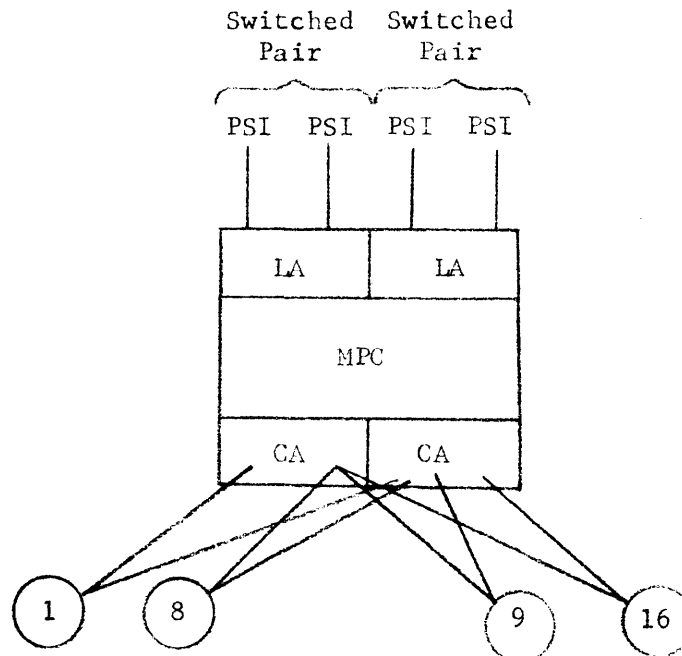 Switched Switched
Pair Pair
PSI PSI PSI PSI
LA LA
MPC
CA CA
1 8 9 16